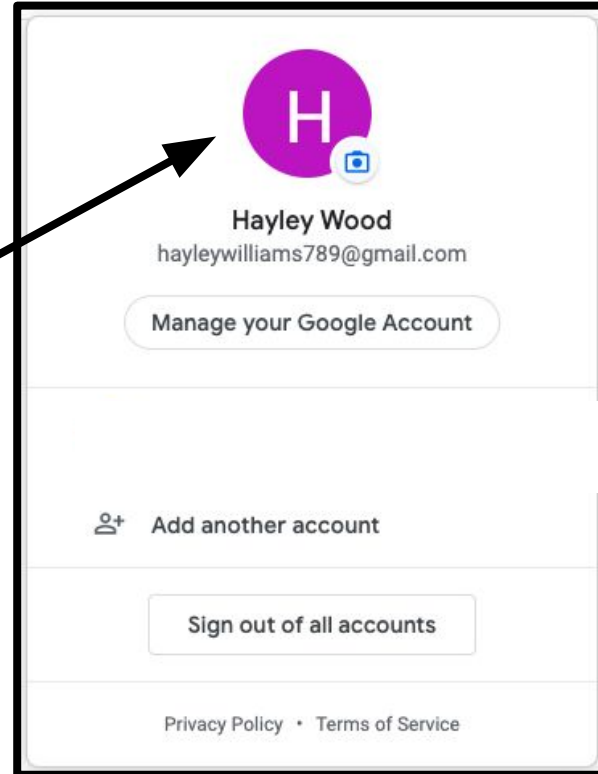 H
Hayley Wood
hayleywilliams789@gmail.com
Manage your Google Account
Add another account
Sign out of all accounts
Privacy Policy • Terms of Service